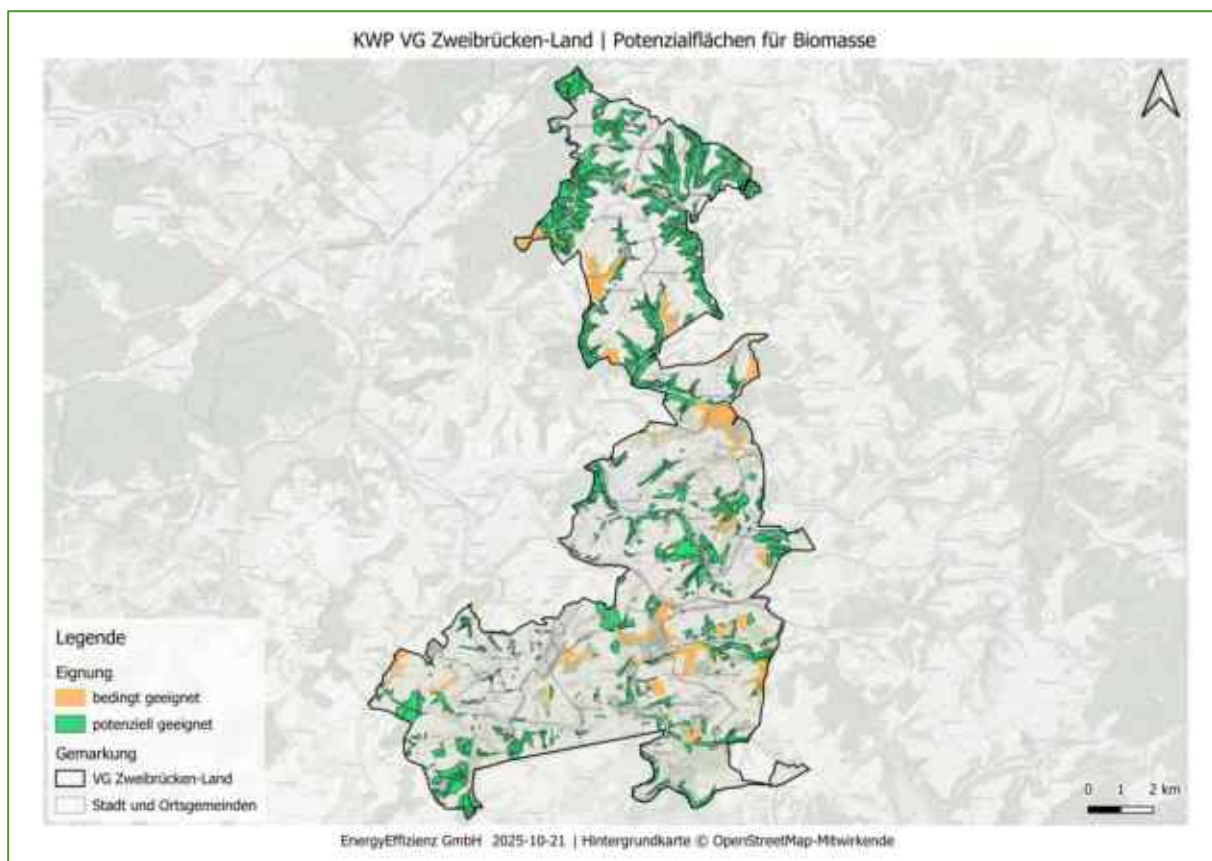 KWP VG Zweibrücken-Land | Potenzialflächen für Biomasse
Legende
Eignung
bedingt geeignet
potenziell geeignet
Gemarkung
VG Zweibrücken-Land
Stadt und Ortsgemeinden
0 1 2 km
EnergyEffizienz GmbH 2025-10-21 | Hintergrundkarte © OpenStreetMap-Mitwirkende